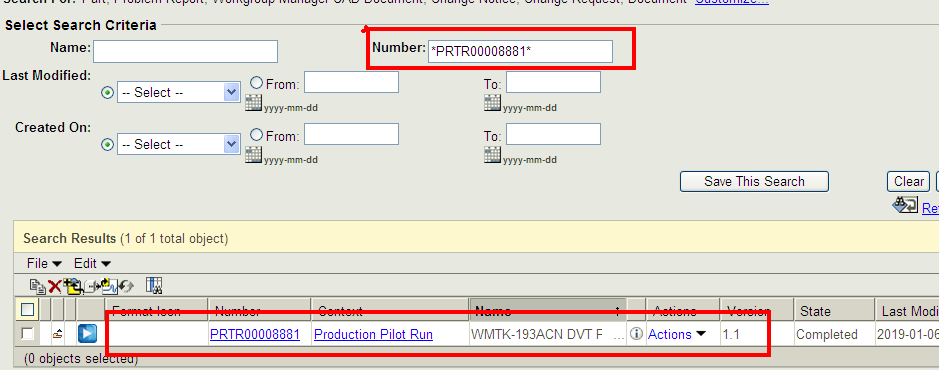 Search For: Part, Problem Report, Workgroup Manager CAD Document, Change Notice, Change Request, Document Customize...
Select Search Criteria
Name: Number: *PRTR00008881*
Last Modified: -- Select -- From: To:
yyyy-mm-dd yyyy-mm-dd
Created On: -- Select -- From: To:
yyyy-mm-dd yyyy-mm-dd
Save This Search Clear
Search Results (1 of 1 total object)
File Edit
Format Icon Number Context Name Actions Version State Last Modi
PRTR00008881 Production Pilot Run WMTK-193ACN DVT F ... Actions 1.1 Completed 2019-01-06
(0 objects selected)